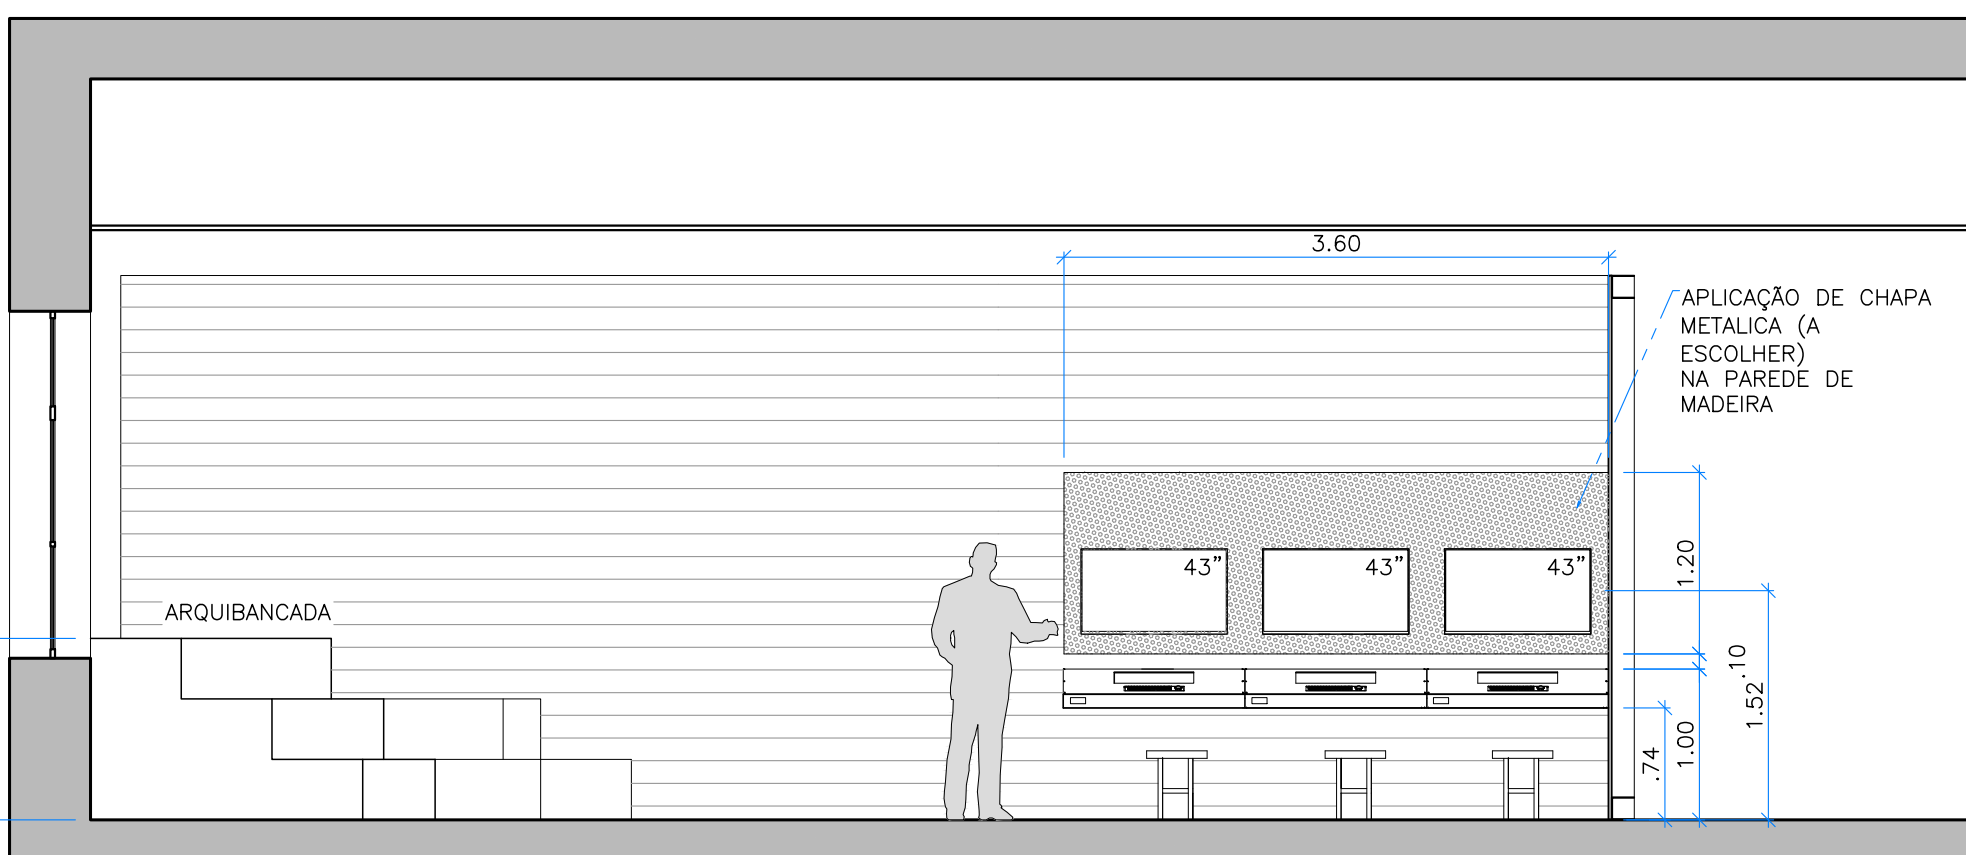 3.60
APLICAÇÃO DE CHAPA
METALICA (A
ESCOLHER)
NA PAREDE DE
MADEIRA
43”
43”
43”
1.20
ARQUIBANCADA
.10
1.52
1.00
.74